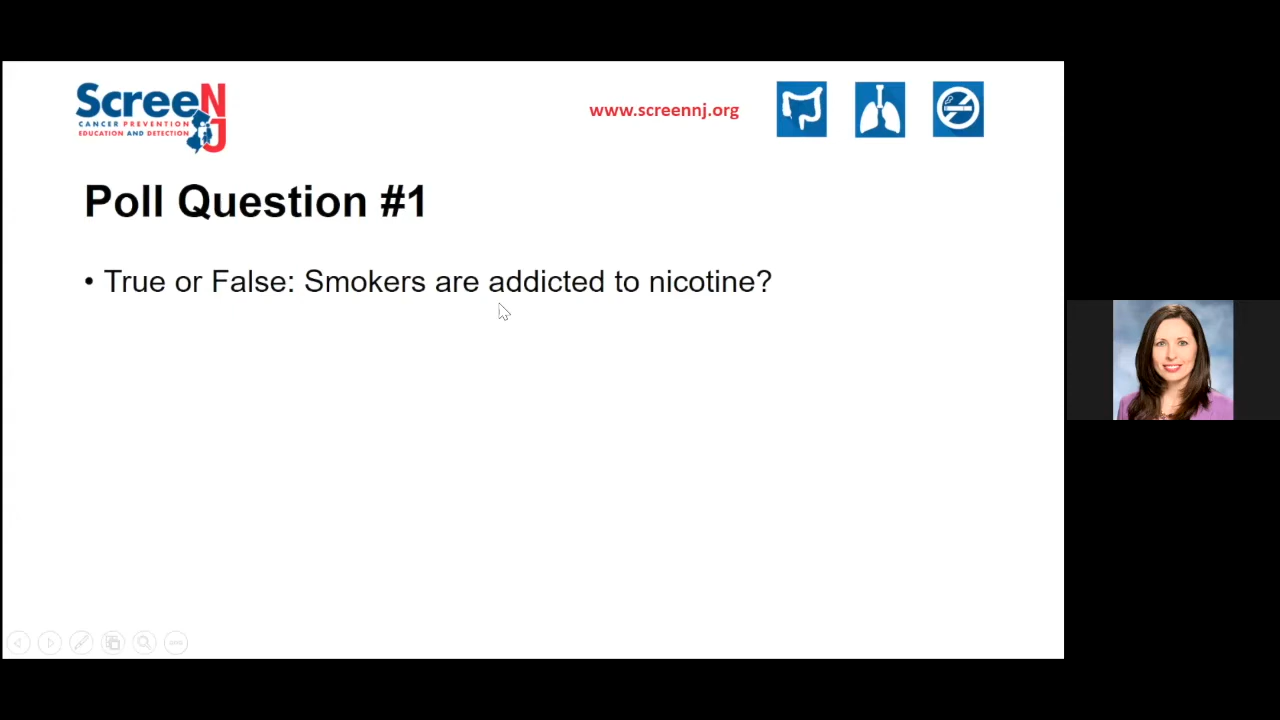 ScreeNJ
CANCER PREVENTION
EDUCATION AND DETECTION
www.screennj.org
Poll Question #1
• True or False: Smokers are addicted to nicotine?